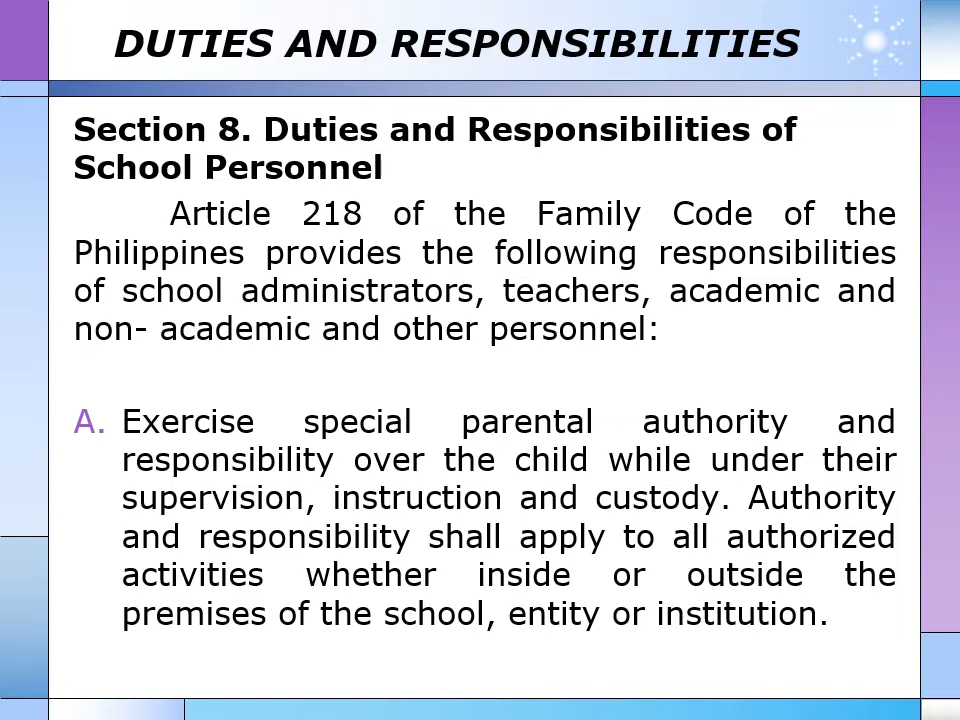 DUTIES AND RESPONSIBILITIES
Section 8. Duties and Responsibilities of
School Personnel
Article 218 of the Family Code of the
Philippines provides the following responsibilities
of school administrators, teachers, academic and
non- academic and other personnel:
A. Exercise special parental authority and
responsibility over the child while under their
supervision, instruction and custody. Authority
and responsibility shall apply to all authorized
activities whether inside or outside the
premises of the school, entity or institution.